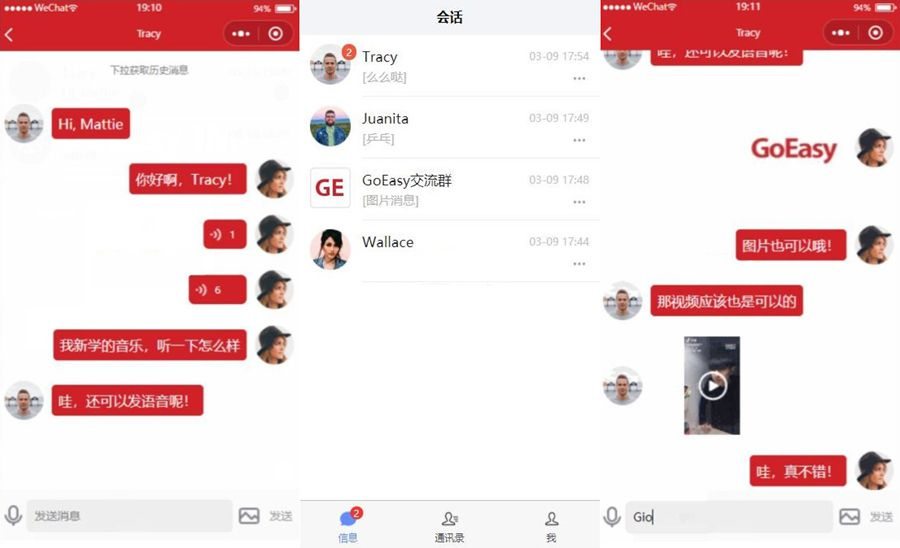 WeChat
19:10
94%
Tracy
下拉获取历史消息
Hi, Mattie
你好啊，Tracy！
1
6
我新学的音乐，听一下怎么样
哇，还可以发语音呢！
发送消息
发送
会话
2
Tracy
03-09 17:54
[么么哒]
Juanita
03-09 17:49
[乒乓]
GE
GoEasy交流群
03-09 17:48
[图片消息]
Wallace
03-09 17:44
2
信息
通讯录
我
WeChat
19:11
94%
Tracy
哇，还可以发语音呢！
GoEasy
图片也可以哦！
那视频应该也是可以的
哇，真不错！
Gio
发送